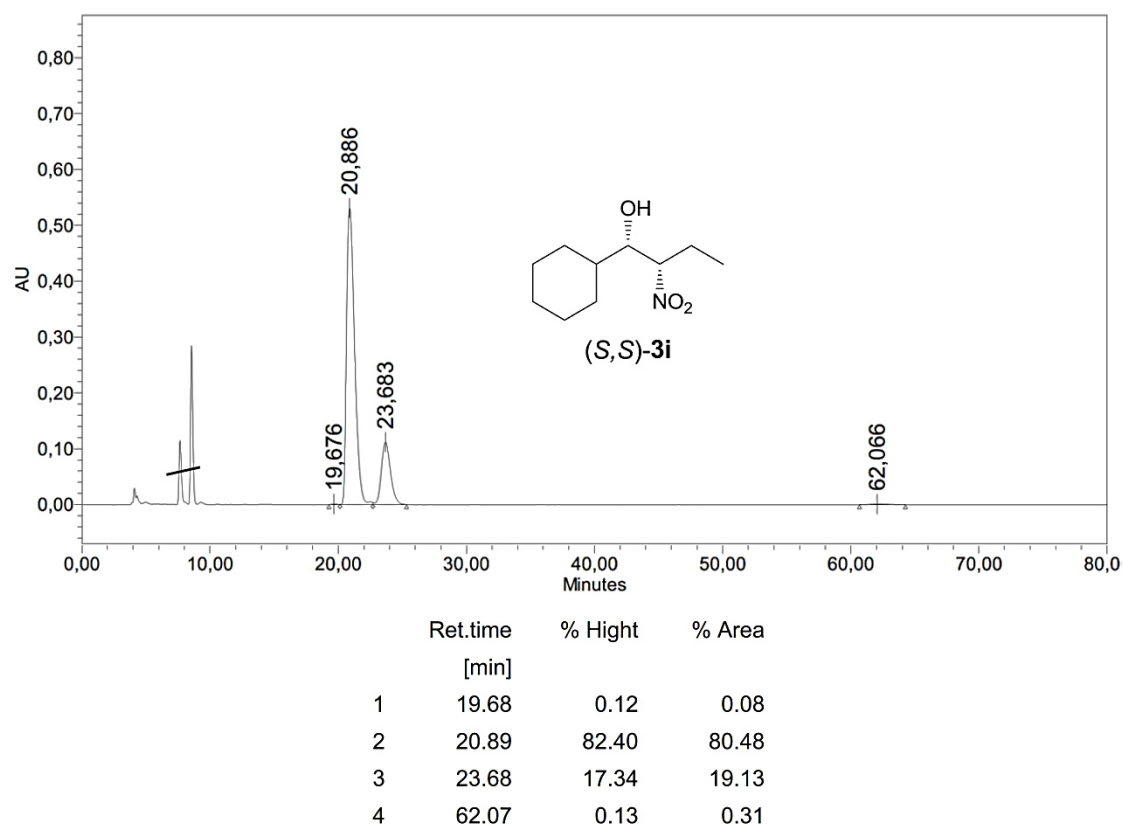 0,80
0,70
0,60
0,50
0,40
0,30
0,20
0,10
0,00
AU
19,676
20,886
23,683
62,066
OH
NO2
(S,S)-3i
0,00 10,00 20,00 30,00 40,00 50,00 60,00 70,00 80,0
Minutes
Ret.time % Hight % Area
[min]
1 19.68 0.12 0.08
2 20.89 82.40 80.48
3 23.68 17.34 19.13
4 62.07 0.13 0.31